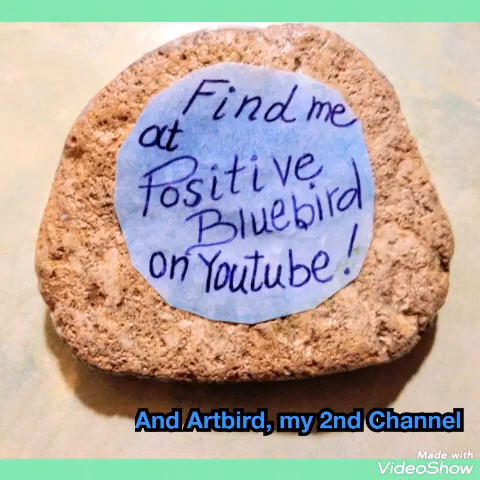 Find me
at
Positive
Bluebird
on Youtube!
And Artbird, my 2nd Channel
Made with
VideoShow